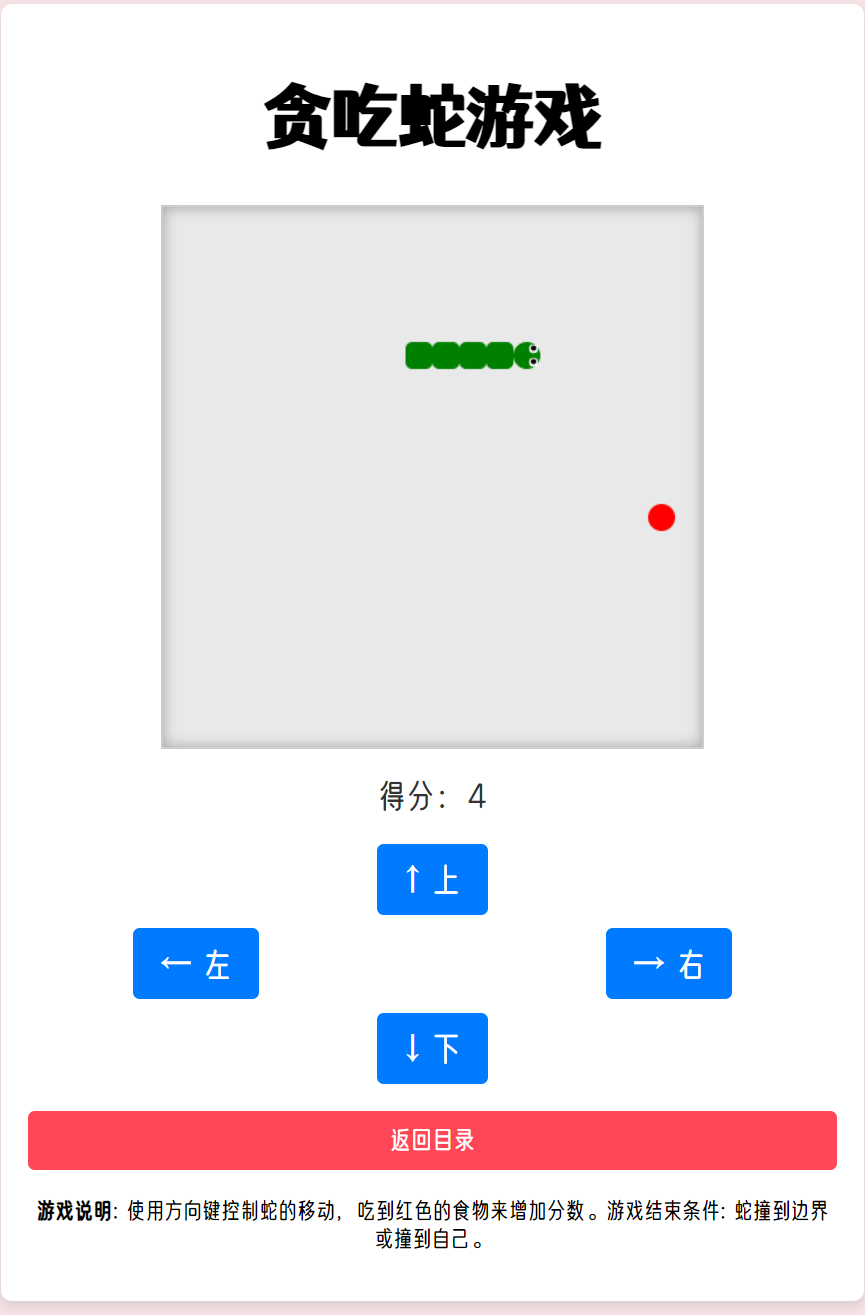 贪吃蛇游戏
得分：4
↑ 上
← 左
→ 右
↓ 下
返回目录
游戏说明: 使用方向键控制蛇的移动，吃到红色的食物来增加分数。游戏结束条件: 蛇撞到边界
或撞到自己。